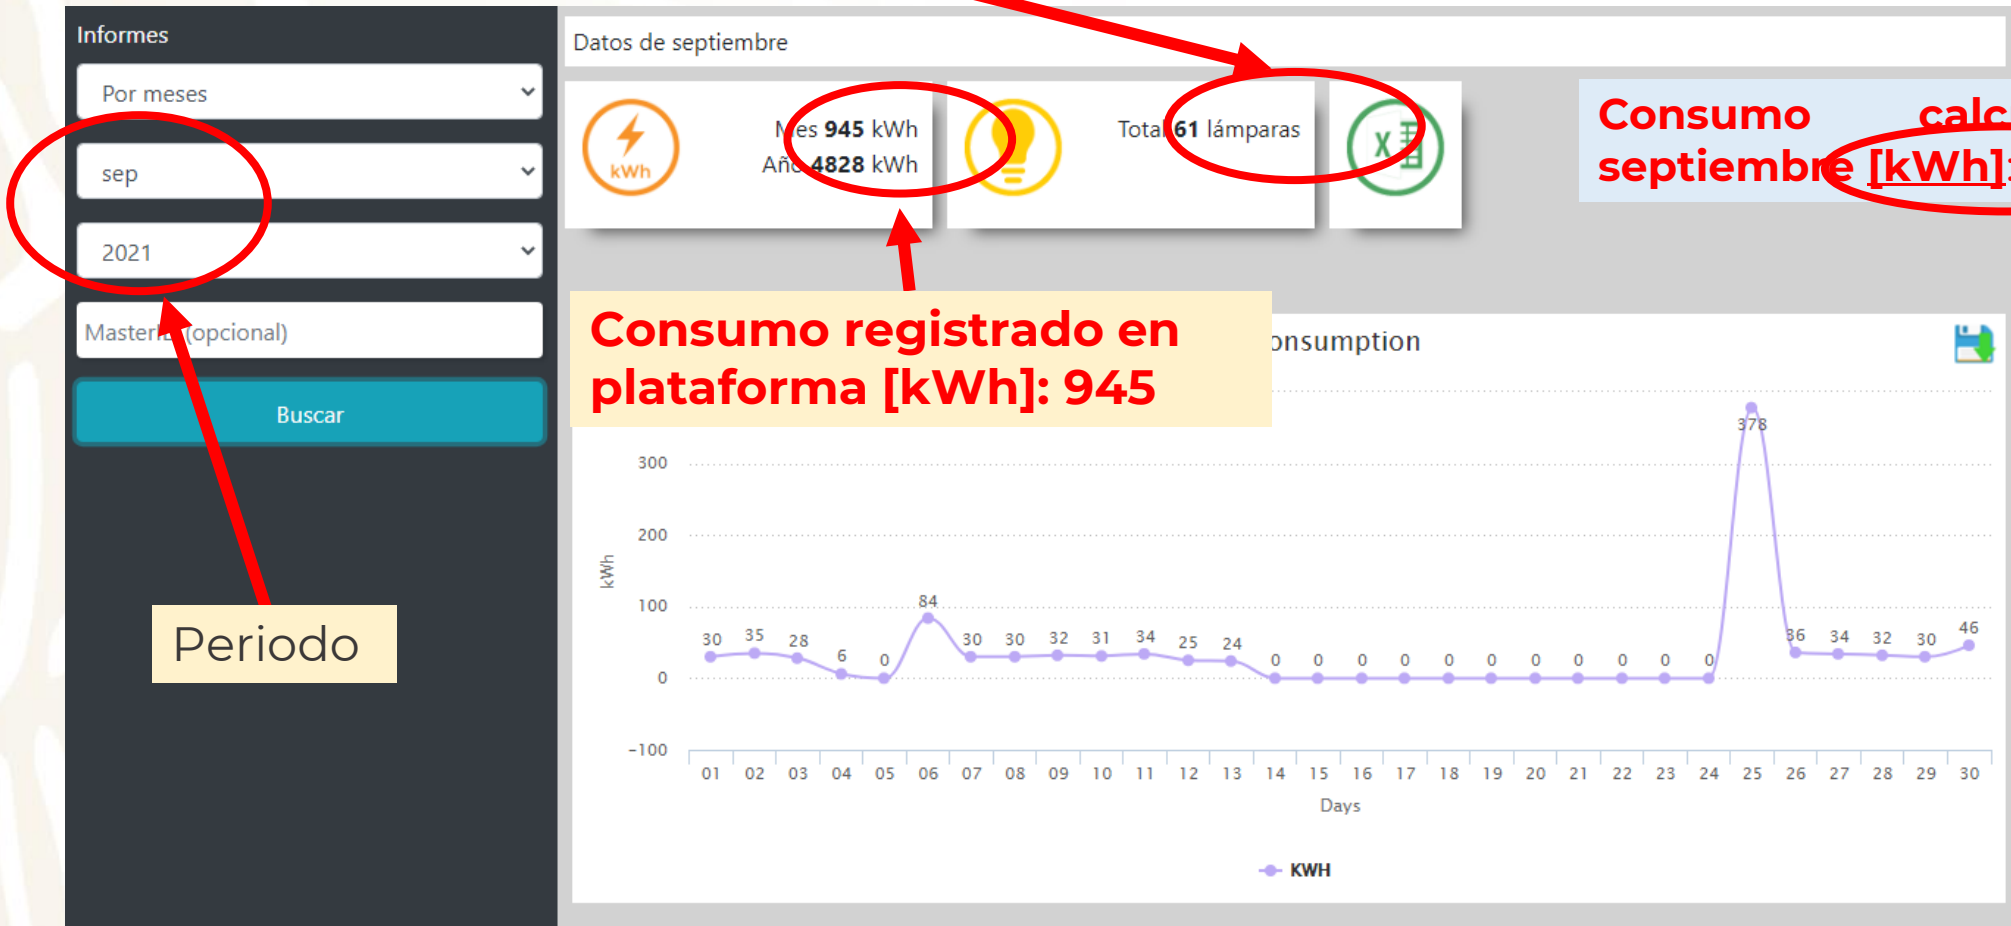 Informes
Por meses
sep
2021
(opcional)
Buscar
Periodo
Datos de septiembre
Mes 945 kWh
Año 4828 kWh
kWh
Total 61 lámparas
X
Consumo
septiembre [kWh]:
Consumo registrado en
plataforma [kWh]: 945
300
200
100
0
-100
kWh
30 35 28 6 0 84 30 30 32 31 34 25 24 0 0 0 0 0 0 0 0 0 0 0 378 36 34 32 30 46
01 02 03 04 05 06 07 08 09 10 11 12 13 14 15 16 17 18 19 20 21 22 23 24 25 26 27 28 29 30
Days
KWH